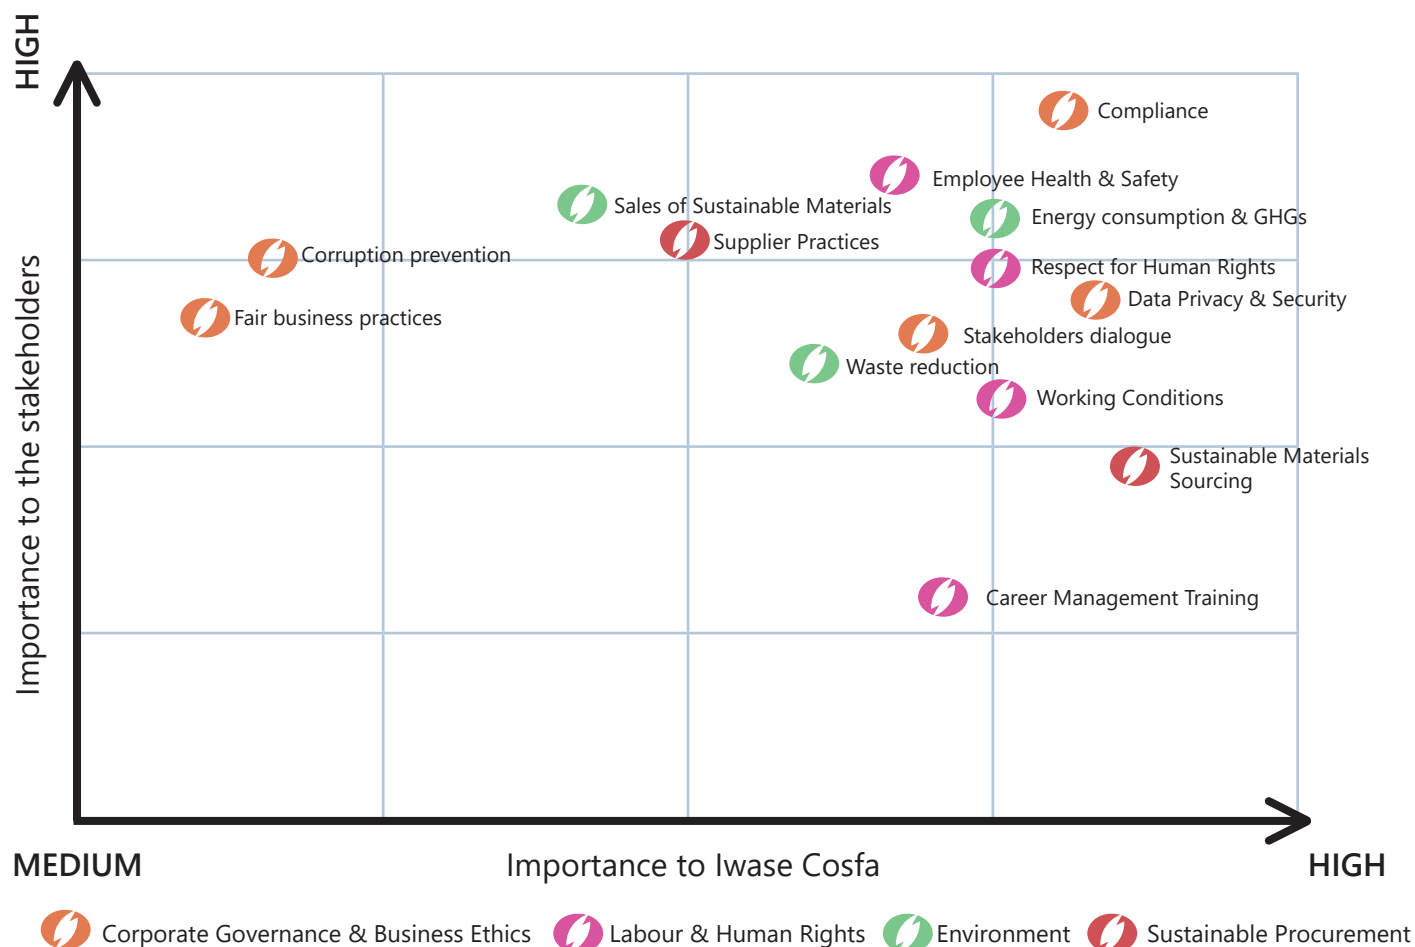 HIGH
Importance to the stakeholders
Compliance
Employee Health & Safety
Sales of Sustainable Materials
Energy consumption & GHGs
Supplier Practices
Corruption prevention
Respect for Human Rights
Data Privacy & Security
Fair business practices
Stakeholders dialogue
Waste reduction
Working Conditions
Sustainable Materials
Sourcing
Career Management Training
MEDIUM
Importance to Iwase Cosfa
HIGH
Corporate Governance & Business Ethics
Labour & Human Rights
Environment
Sustainable Procurement